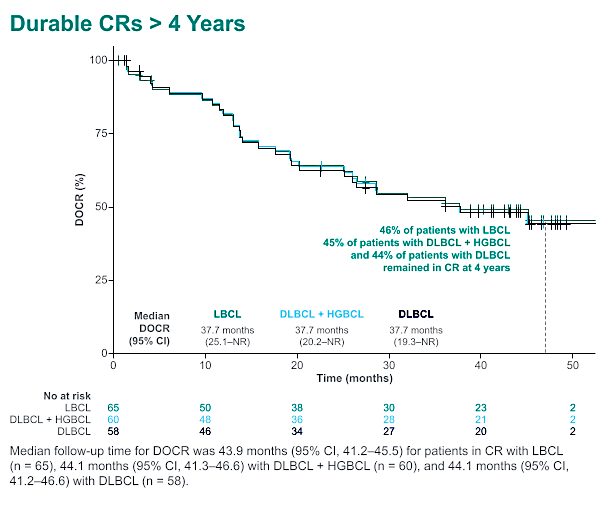 Durable CRs > 4 Years
DOCR (%)
100
75
50
25
0
46% of patients with LBCL
45% of patients with DLBCL + HGBCL
and 44% of patients with DLBCL
remained in CR at 4 years
Median DOCR (95% CI)
LBCL DLBCL + HGBCL DLBCL
37.7 months 37.7 months 37.7 months
(25.1–NR) (20.2–NR) (19.3–NR)
0 10 20 30 40 50
Time (months)
No at risk
LBCL 65 50 38 30 23 2
DLBCL + HGBCL 60 48 36 28 21 2
DLBCL 58 46 34 27 20 2
Median follow-up time for DOCR was 43.9 months (95% CI, 41.2–45.5) for patients in CR with LBCL
(n = 65), 44.1 months (95% CI, 41.3–46.6) with DLBCL + HGBCL (n = 60), and 44.1 months (95% CI,
41.2–46.6) with DLBCL (n = 58).